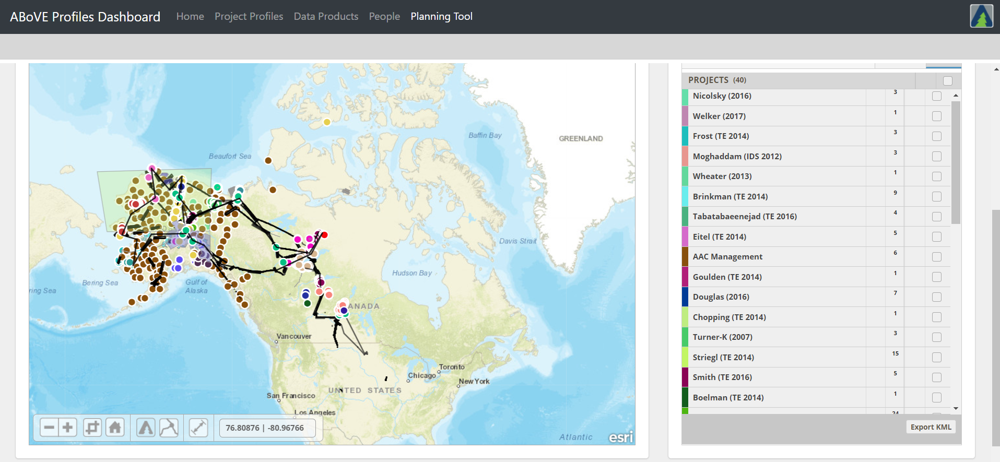 ABoVE Profiles Dashboard Home Project Profiles Data Products People Planning Tool
Beaufort Sea
Baffin Bay
GREENLAND
Davis Strait
Hudson Bay
Bering Sea
Gulf of
Alaska
ring Sea
ANADA
Vancouver
Toronto
Chicago
New York
UNITED STATES
San Francisco
Los Angeles
Atlantic
esri
76.80876 | -80.96766
PROJECTS (40)
Nicolsky (2016) 3
Welker (2017) 1
Frost (TE 2014) 3
Moghaddam (IDS 2012) 3
Wheater (2013) 1
Brinkman (TE 2014) 9
Tabatabaeenejad (TE 2016) 4
Eitel (TE 2014) 5
AAC Management 6
Goulden (TE 2014) 1
Douglas (2016) 7
Chopping (TE 2014) 1
Turner-K (2007) 3
Striegl (TE 2014) 15
Smith (TE 2016) 5
Boelman (TE 2014) 1
24
Export KML